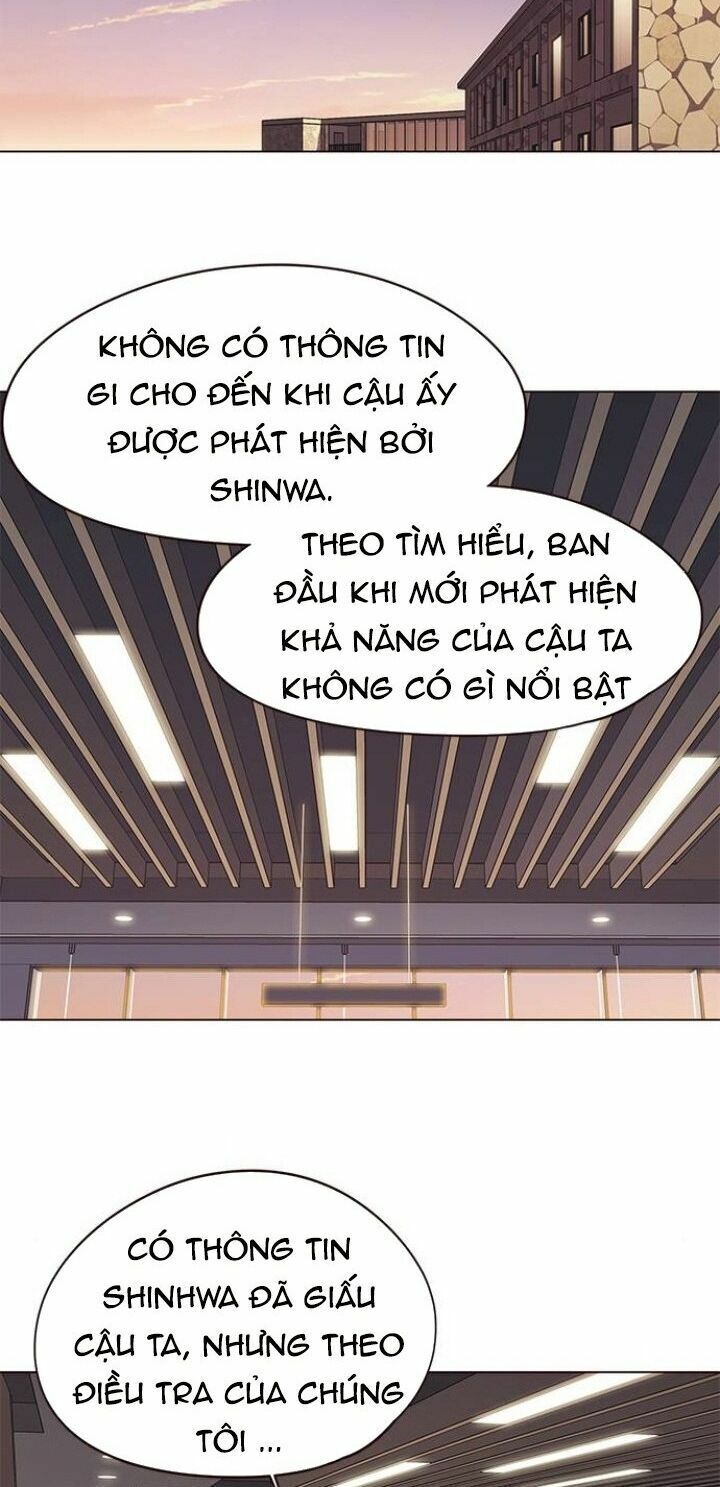 KHÔNG CÓ THÔNG TIN
GI CHO ĐẾN KHI CẬU ẤY
ĐƯỢC PHÁT HIỆN BỞI
SHINWA.
THEO TÌM HIỂU, BAN
ĐẦU KHI MỚI PHÁT HIỆN
KHẢ NĂNG CỦA CẬU TA
KHÔNG CÓ GÌ NỔI BẬT
CÓ THÔNG TIN
SHINHWA ĐÃ GIẤU
CẬU TA, NHƯNG THEO
ĐIỀU TRA CỦA CHÚNG
TÔI ...